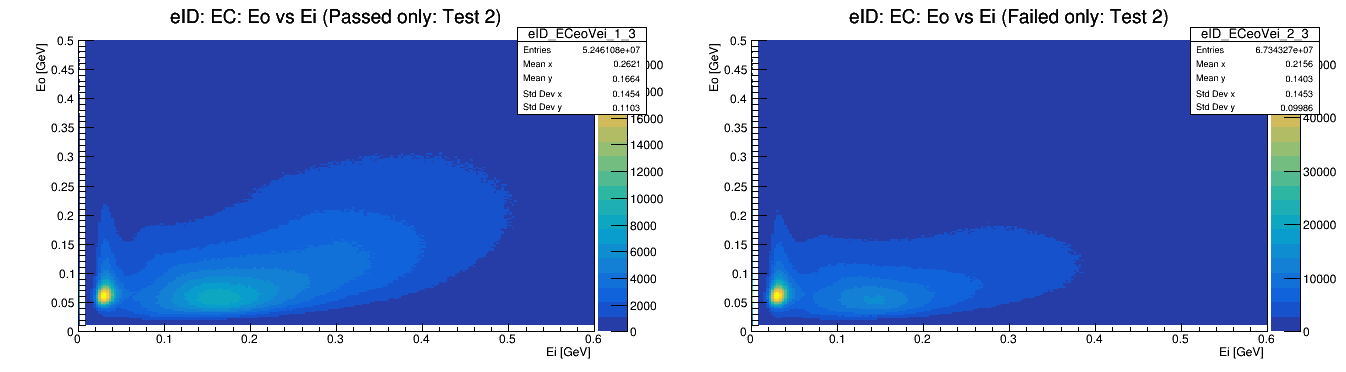 eID: EC: Eo vs Ei (Passed only: Test 2)
eID_ECeoVei_1_3
Entries 5.246108e+07
Mean x 0.2621
Mean y 0.1664
Std Dev x 0.1454
Std Dev y 0.1103
Eo [GeV]
0.5
0.45
0.4
0.35
0.3
0.25
0.2
0.15
0.1
0.05
0
0 0.1 0.2 0.3 0.4 0.5 0.6
Ei [GeV]
16000
14000
12000
10000
8000
6000
4000
2000
0
eID: EC: Eo vs Ei (Failed only: Test 2)
eID_ECeoVei_2_3
Entries 6.734327e+07
Mean x 0.2156
Mean y 0.1403
Std Dev x 0.1453
Std Dev y 0.09986
Eo [GeV]
0.5
0.45
0.4
0.35
0.3
0.25
0.2
0.15
0.1
0.05
0
0 0.1 0.2 0.3 0.4 0.5 0.6
Ei [GeV]
40000
30000
20000
10000
0